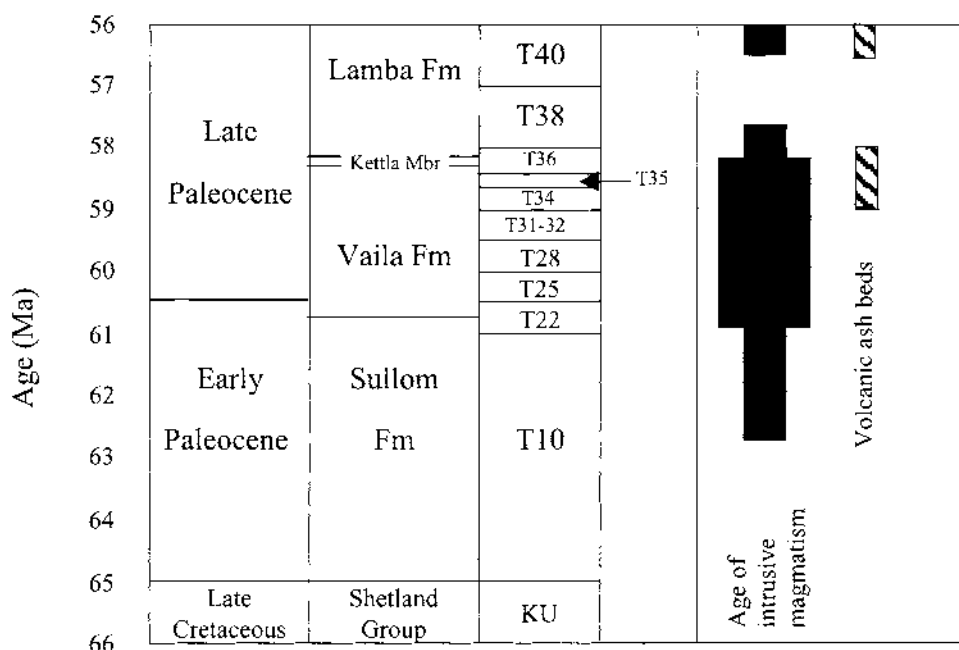 56
57
58
59
60
61
62
63
64
65
66
Age (Ma)
Late
Paleocene
Early
Paleocene
Late
Cretaceous
Lamba Fm
Kettla Mbr
Vaila Fm
Sullom
Fm
Shetland
Group
T40
T38
T36
T35
T34
T31-32
T28
T25
T22
T10
KU
Age of
intrusive
magmatism
Volcanic ash beds